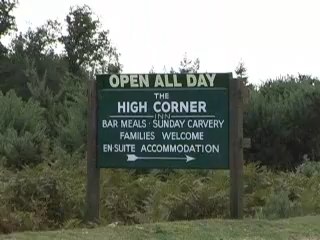 OPEN ALL DAY
THE
HIGH CORNER
INN
BAR MEALS · SUNDAY CARVERY
FAMILIES WELCOME
EN-SUITE ACCOMMODATION